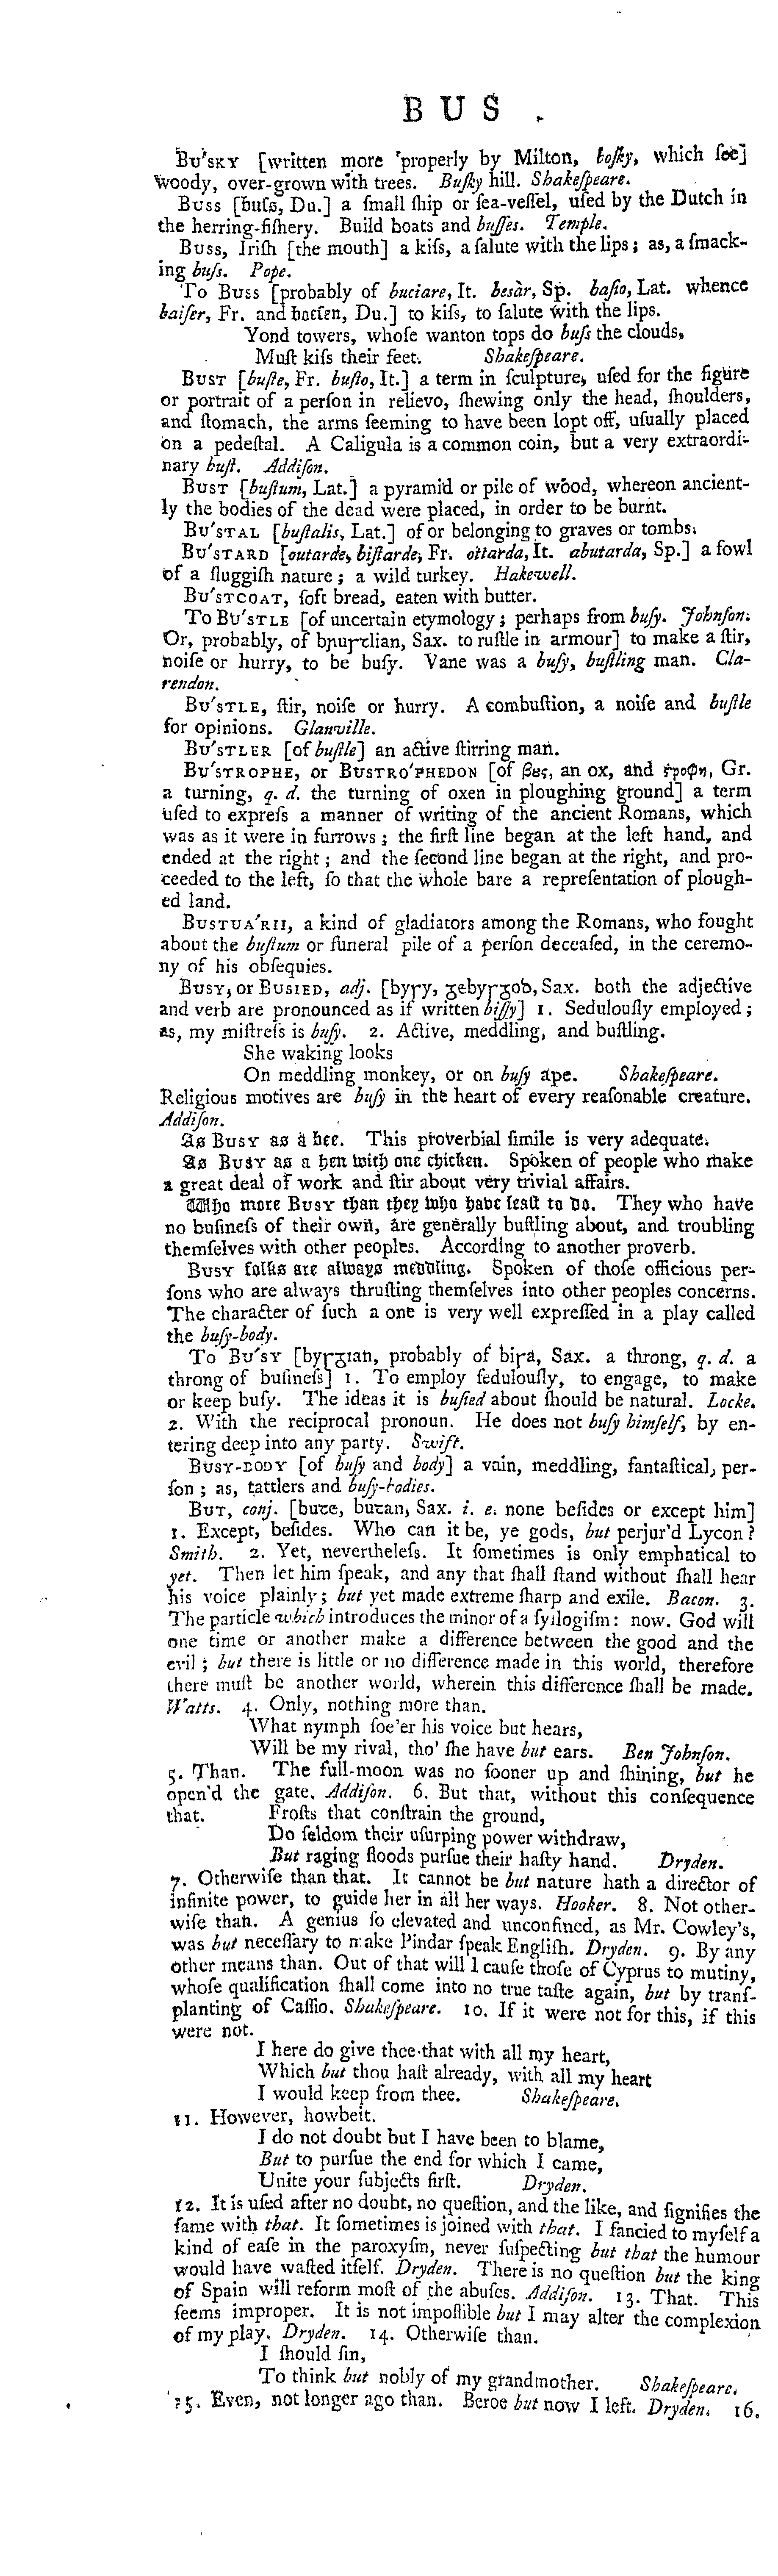 B U S .
Bu'sky [written more properly by Milton, boſky, which ſee]
woody, over-grown with trees. Buſky hill. Shakeſpeare.
Buss [buſs, Du.] a ſmall ſhip or ſea-veſſel, uſed by the Dutch in
the herring-fiſhery. Build boats and buſſes. Temple.
Buss, Iriſh [the mouth] a kiſs, a ſalute with the lips; as, a ſmack-
ing buſs. Pope.
To Buss [probably of buciare, It. besàr, Sp. baſio, Lat. whence
baiſer, Fr. and boeſen, Du.] to kiſs, to ſalute with the lips.
Yond towers, whoſe wanton tops do buſs the clouds,
Muſt kiſs their feet. Shakeſpeare.
Bust [buſte, Fr. buſto, It.] a term in ſculpture, uſed for the figure
or portrait of a perſon in relievo, ſhewing only the head, ſhoulders,
and ſtomach, the arms ſeeming to have been lopt off, uſually placed
on a pedeſtal. A Caligula is a common coin, but a very extraordi-
nary buſt. Addiſon.
Bust [buſtum, Lat.] a pyramid or pile of wood, whereon ancient-
ly the bodies of the dead were placed, in order to be burnt.
Bu'stal [buſtalis, Lat.] of or belonging to graves or tombs.
Bu'stard [outarde, biſtarde, Fr. ottarda, It. abutarda, Sp.] a fowl
of a ſluggiſh nature; a wild turkey. Hakewell.
Bu'stcoat, ſoft bread, eaten with butter.
To Bu'stle [of uncertain etymology; perhaps from buſy. Johnſon.
Or, probably, of bꞃuꞅꞇlian, Sax. to ruſtle in armour] to make a ſtir,
noiſe or hurry, to be buſy. Vane was a buſy, buſtling man. Cla-
rendon.
Bu'stle, ſtir, noiſe or hurry. A combuſtion, a noiſe and buſtle
for opinions. Glanville.
Bu'stler [of buſtle] an active ſtirring man.
Bu'strophe, or Bustro'phedon [of βυς, an ox, and ϛροφη, Gr.
a turning, q. d. the turning of oxen in ploughing ground] a term
uſed to expreſs a manner of writing of the ancient Romans, which
was as it were in furrows; the firſt line began at the left hand, and
ended at the right; and the ſecond line began at the right, and pro-
ceeded to the left, ſo that the whole bare a repreſentation of plough-
ed land.
Bustua'rii, a kind of gladiators among the Romans, who fought
about the buſtum or funeral pile of a perſon deceaſed, in the ceremo-
ny of his obſequies.
Busy, or Busied, adj. [byꞅy, ᵹebyꞅᵹod, Sax. both the adjective
and verb are pronounced as if written biſſy] 1. Seduloufly employed;
as, my miſtreſs is buſy. 2. Active, meddling, and buſtling.
She waking looks
On meddling monkey, or on buſy ape. Shakeſpeare.
Religious motives are buſy in the heart of every reaſonable creature.
Addiſon.
As Busy as a bee. This proverbial ſimile is very adequate.
As Busy as a hen with one chicken. Spoken of people who make
a great deal of work and ſtir about very trivial affairs.
Who more Busy than they who have leaſt to do. They who have
no buſineſs of their own, are generally buſtling about, and troubling
themſelves with other peoples. According to another proverb.
Busy folks are always meddling. Spoken of thoſe officious per-
ſons who are always thruſting themſelves into other peoples concerns.
The character of ſuch a one is very well expreſſed in a play called
the buſy-body.
To Bu'sy [byꞅᵹian, probably of biꞅa, Sax. a throng, q. d. a
throng of buſineſs] 1. To employ ſeduloufly, to engage, to make
or keep buſy. The ideas it is buſied about ſhould be natural. Locke.
2. With the reciprocal pronoun. He does not buſy himſelf, by en-
tering deep into any party. Swift.
Busy-body [of buſy and body] a vain, meddling, fantaſtical, per-
ſon; as, tattlers and buſy-bodies.
But, conj. [buꞇe, buꞇan, Sax. i. e. none beſides or except him]
1. Except, beſides. Who can it be, ye gods, but perjur'd Lycon?
Smith. 2. Yet, nevertheleſs. It ſometimes is only emphatical to
yet. Then let him ſpeak, and any that ſhall ſtand without ſhall hear
his voice plainly; but yet made extreme ſharp and exile. Bacon. 3.
The particle which introduces the minor of a ſyllogiſm: now. God will
one time or another make a difference between the good and the
evil; but there is little or no difference made in this world, therefore
there muſt be another world, wherein this difference ſhall be made.
Watts. 4. Only, nothing more than.
What nymph ſoe'er his voice but hears,
Will be my rival, tho' ſhe have but ears. Ben Johnſon.
5. Than. The full-moon was no ſooner up and ſhining, but he
open'd the gate. Addiſon. 6. But that, without this conſequence
that. Froſts that conſtrain the ground,
Do ſeldom their uſurping power withdraw,
But raging floods purſue their haſty hand. Dryden.
7. Otherwiſe than that. It cannot be but nature hath a director of
infinite power, to guide her in all her ways. Hooker. 8. Not other-
wiſe than. A genius ſo elevated and unconfined, as Mr. Cowley's,
was but neceſſary to make Pindar ſpeak Engliſh. Dryden. 9. By any
other means than. Out of that will I cauſe thoſe of Cyprus to mutiny,
whoſe qualification ſhall come into no true taſte again, but by tranſ-
planting of Caſſio. Shakeſpeare. 10. If it were not for this, if this
were not.
I here do give thee that with all my heart,
Which but thou haſt already, with all my heart
I would keep from thee. Shakeſpeare.
11. However, howbeit.
I do not doubt but I have been to blame,
But to purſue the end for which I came,
Unite your ſubjects firſt. Dryden.
12. It is uſed after no doubt, no queſtion, and the like, and ſignifies the
ſame with that. It ſometimes is joined with that. I fancied to myſelf a
kind of eaſe in the paroxyſm, never ſuſpecting but that the humour
would have waſted itſelf. Dryden. There is no queſtion but the king
of Spain will reform moſt of the abuſes. Addiſon. 13. That. This
ſeems improper. It is not impoſſible but I may alter the complexion
of my play. Dryden. 14. Otherwiſe than.
I ſhould ſin,
To think but nobly of my grandmother. Shakeſpeare.
15. Even, not longer ago than. Beroe but now I left. Dryden. 16.